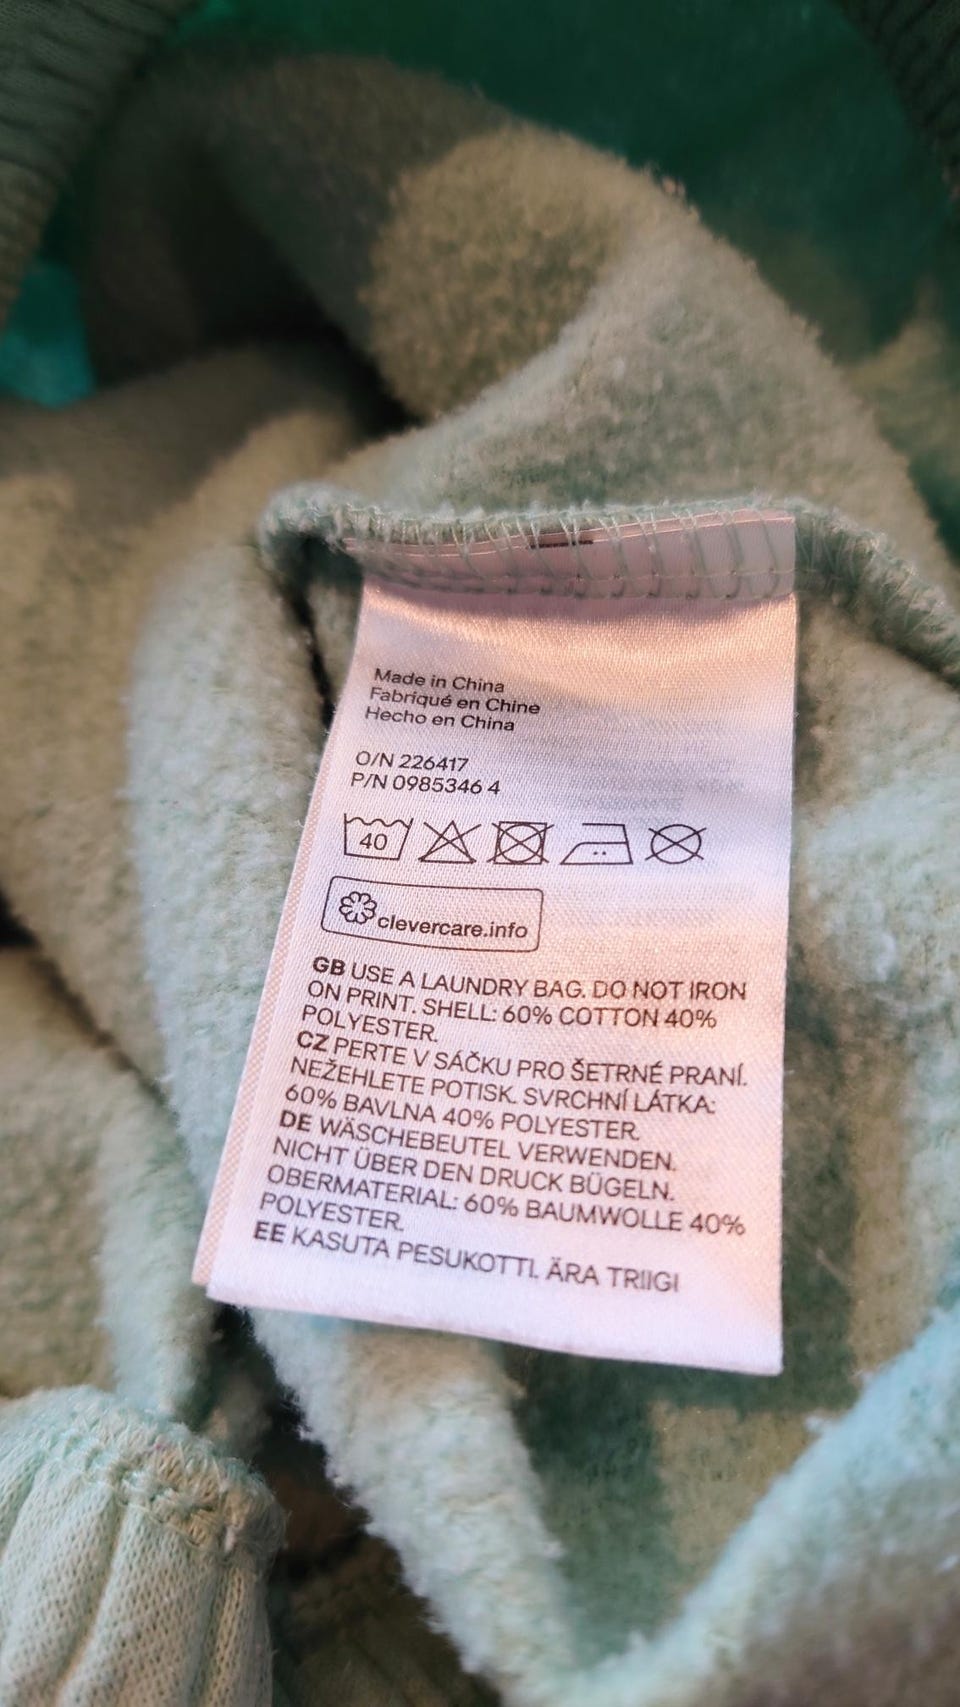 Made in China
Fabriqué en Chine
Hecho en China
O/N 226417
P/N 0985346 4
40
clevercare.info
GB USE A LAUNDRY BAG. DO NOT IRON
ON PRINT. SHELL: 60% COTTON 40%
POLYESTER.
CZ PERTE V SÁČKU PRO ŠETRNÉ PRANÍ.
NEŽEHLETE POTISK. SVRCHNÍ LÁTKA:
60% BAVLNA 40% POLYESTER.
DE WÄSCHEBEUTEL VERWENDEN.
NICHT ÜBER DEN DRUCK BÜGELN.
OBERMATERIAL: 60% BAUMWOLLE 40%
POLYESTER.
EE KASUTA PESUKOTTI. ÄRA TRIIGI